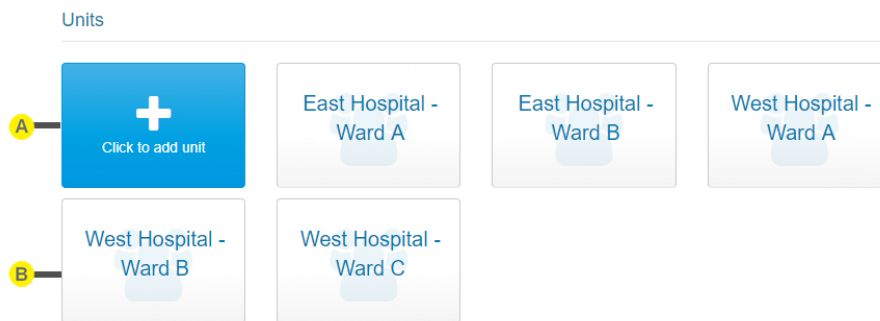 Units
A
Click to add unit
East Hospital -
Ward A
East Hospital -
Ward B
West Hospital -
Ward A
B
West Hospital -
Ward B
West Hospital -
Ward C